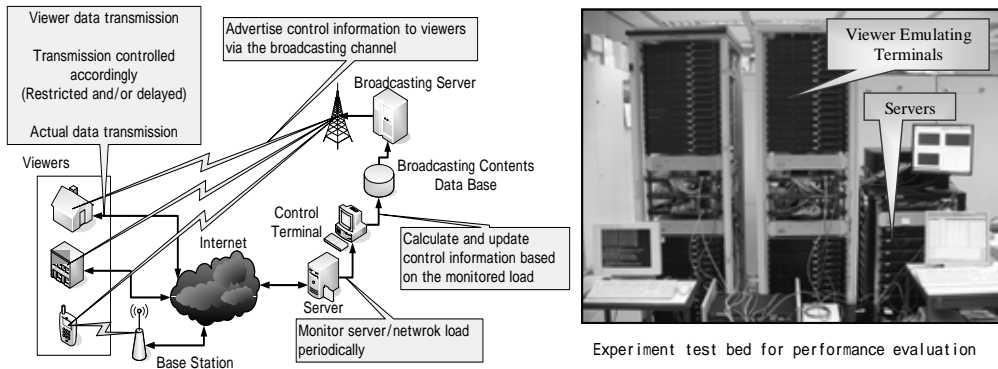 Viewer data transmission
Transmission controlled
accordingly
(Restricted and/or delayed)
Actual data transmission
Advertise control information to viewers
via the broadcasting channel
Broadcasting Server
Viewers
Broadcasting Contents
Data Base
Control
Terminal
Internet
Calculate and update
control information based
on the monitored load
Server
Monitor server/netwrok load
periodically
Base Station
Viewer Emulating
Terminals
Servers
Experiment test bed for performance evaluation